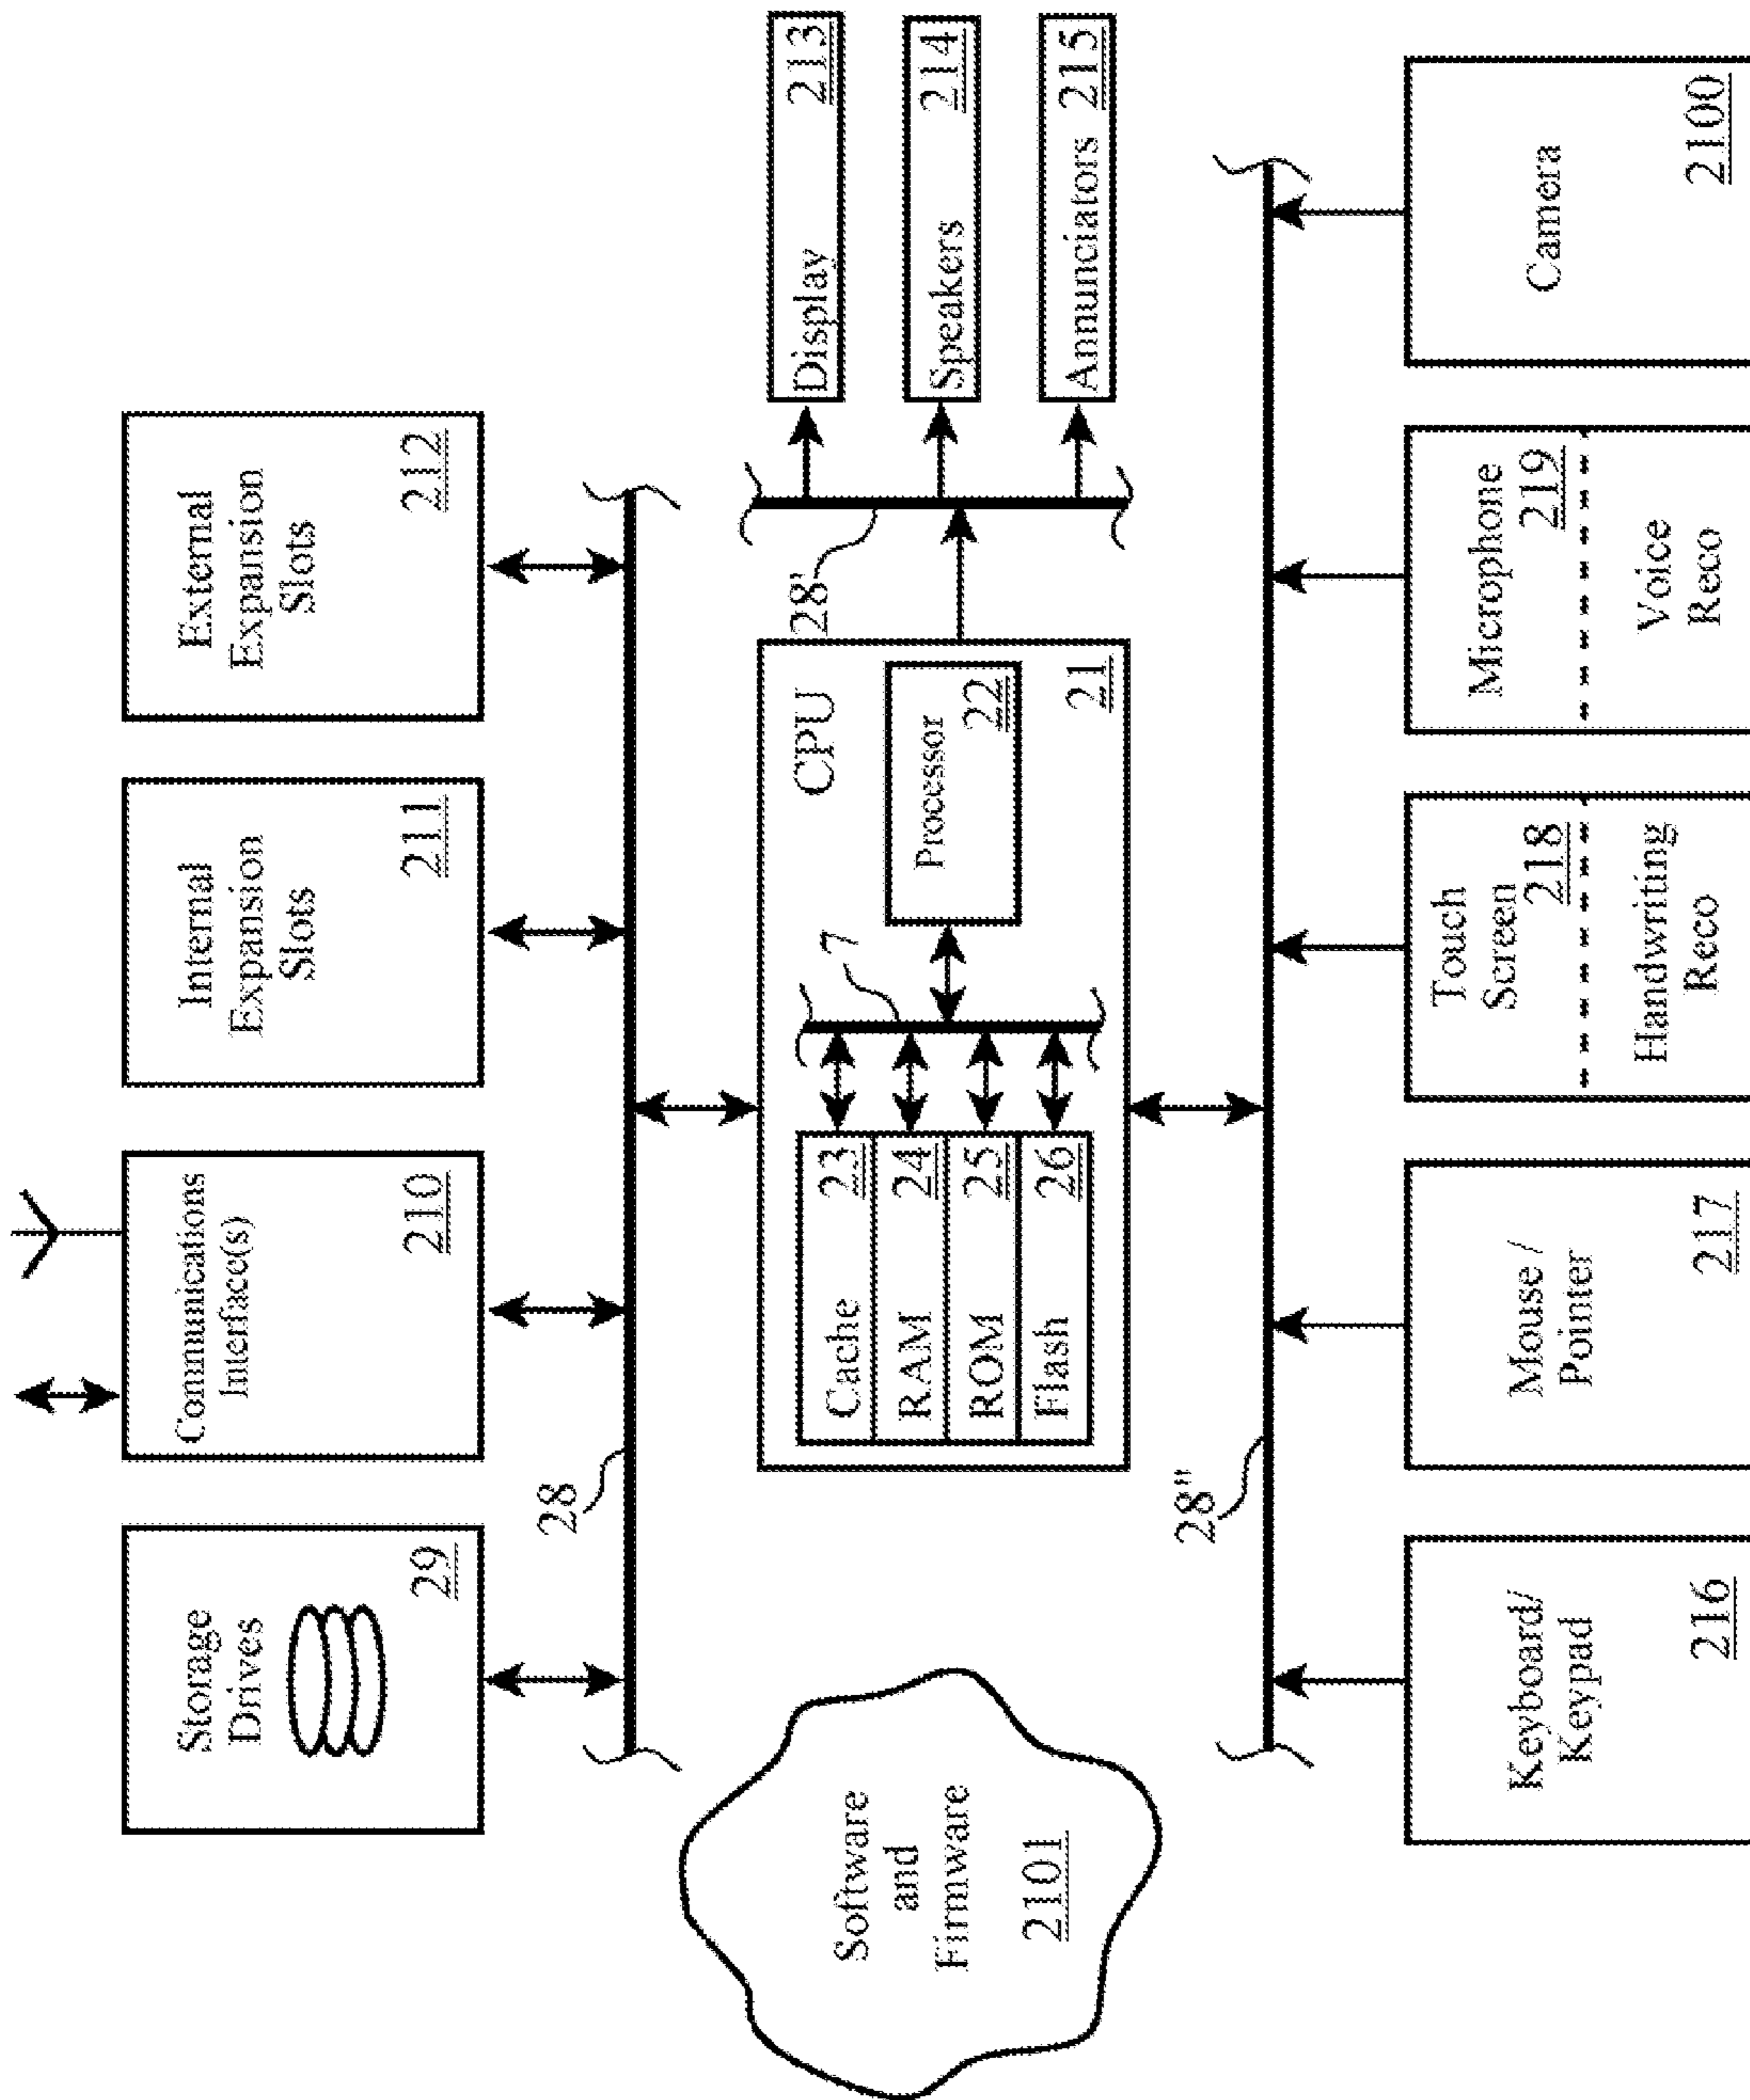 Storage
Drives
29
Communications
Interface(s)
210
Internal
Expansion
Slots
211
External
Expansion
Slots
212
28
Software
and
Firmware
2101
CPU
21
Cache 23
RAM 24
ROM 25
Flash 26
7
Processor
22
28'
Display 213
Speakers 214
Annunciators 215
28"
Keyboard/
Keypad
216
Mouse /
Pointer
217
Touch
Screen
218
Handwriting
Reco
Microphone
219
Voice
Reco
Camera
2100